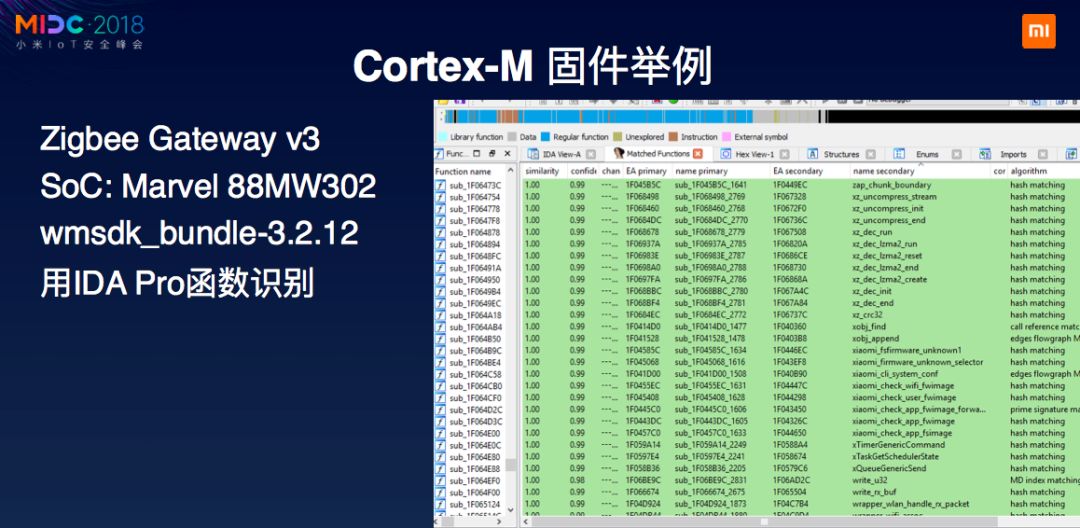 MIDC·2018
小米IoT安全峰会
mi
Cortex-M 固件举例
Zigbee Gateway v3
SoC: Marvel 88MW302
wmsdk_bundle-3.2.12
用IDA Pro函数识别
Library function Data Regular function Unexplored Instruction External symbol
Func... IDA View-A Matched Functions Hex View-1 Structures Enums Imports
Function name
sub_1F06473C
sub_1F064754
sub_1F064778
sub_1F0647F8
sub_1F064878
sub_1F064894
sub_1F0648FC
sub_1F06491A
sub_1F064950
sub_1F0649B4
sub_1F0649EC
sub_1F064A18
sub_1F064AB4
sub_1F064B50
sub_1F064B9C
sub_1F064BE4
sub_1F064C58
sub_1F064CB0
sub_1F064CF0
sub_1F064D2C
sub_1F064D3C
sub_1F064E00
sub_1F064E0C
sub_1F064E80
sub_1F064E88
sub_1F064EF0
sub_1F064F00
sub_1F065124
similarity confide chan EA primary name primary EA secondary name secondary cor algorithm
1.00 0.99 ---... 1F045B5C sub_1F045B5C_1641 1F0449EC zap_chunk_boundary hash matching
1.00 0.99 ---... 1F068498 sub_1F068498_2769 1F067328 xz_uncompress_stream hash matching
1.00 0.99 ---... 1F068460 sub_1F068460_2768 1F0672F0 xz_uncompress_init hash matching
1.00 0.99 ---... 1F0684DC sub_1F0684DC_2770 1F06736C xz_uncompress_end hash matching
1.00 0.99 ---... 1F068678 sub_1F068678_2779 1F067508 xz_dec_run hash matching
1.00 0.99 ---... 1F06937A sub_1F06937A_2785 1F06820A xz_dec_lzma2_run hash matching
1.00 0.99 ---... 1F06983E sub_1F06983E_2787 1F0686CE xz_dec_lzma2_reset hash matching
1.00 0.99 ---... 1F0698A0 sub_1F0698A0_2788 1F068730 xz_dec_lzma2_end hash matching
1.00 0.99 ---... 1F0697FA sub_1F0697FA_2786 1F06868A xz_dec_lzma2_create hash matching
1.00 0.99 ---... 1F068BBC sub_1F068BBC_2780 1F067A4C xz_dec_init hash matching
1.00 0.99 ---... 1F068BF4 sub_1F068BF4_2781 1F067A84 xz_dec_end hash matching
1.00 0.99 ---... 1F0684EC sub_1F0684EC_2772 1F06737C xz_crc32 hash matching
1.00 0.99 ---... 1F0414D0 sub_1F0414D0_1477 1F040360 xobj_find call reference matc
1.00 0.99 ---... 1F041528 sub_1F041528_1478 1F0403B8 xobj_append edges flowgraph M
1.00 0.99 ---... 1F04585C sub_1F04585C_1634 1F0446EC xiaomi_fsfirmware_unknown1 hash matching
1.00 0.99 ---... 1F045068 sub_1F045068_1616 1F043EF8 xiaomi_firmware_unknown_selector hash matching
1.00 0.99 ---... 1F041D00 sub_1F041D00_1508 1F040B90 xiaomi_cli_system_conf edges flowgraph M
1.00 0.99 ---... 1F0455EC sub_1F0455EC_1631 1F04447C xiaomi_check_wifi_fwimage hash matching
1.00 0.99 ---... 1F045408 sub_1F045408_1628 1F044298 xiaomi_check_user_fwimage hash matching
1.00 0.99 ---... 1F0445C0 sub_1F0445C0_1606 1F043450 xiaomi_check_app_fwimage_forwa... prime signature ma
1.00 0.99 ---... 1F0443DC sub_1F0443DC_1605 1F04326C xiaomi_check_app_fwimage hash matching
1.00 0.99 ---... 1F0457C0 sub_1F0457C0_1633 1F044650 xiaomi_check_app_fsimage hash matching
1.00 0.99 ---... 1F059A14 sub_1F059A14_2249 1F0588A4 xTimerGenericCommand hash matching
1.00 0.99 ---... 1F0597E4 sub_1F0597E4_2241 1F058674 xTaskGetSchedulerState hash matching
1.00 0.99 ---... 1F058B36 sub_1F058B36_2205 1F0579C6 xQueueGenericSend hash matching
1.00 0.98 ---... 1F06BE9C sub_1F06BE9C_2831 1F06AD2C write_u32 MD index matching
1.00 0.99 ---... 1F066674 sub_1F066674_2675 1F065504 write_rx_buf hash matching
1.00 0.99 ---... 1F04D924 sub_1F04D924_1873 1F04C7B4 wrapper_wlan_handle_rx_packet hash matching